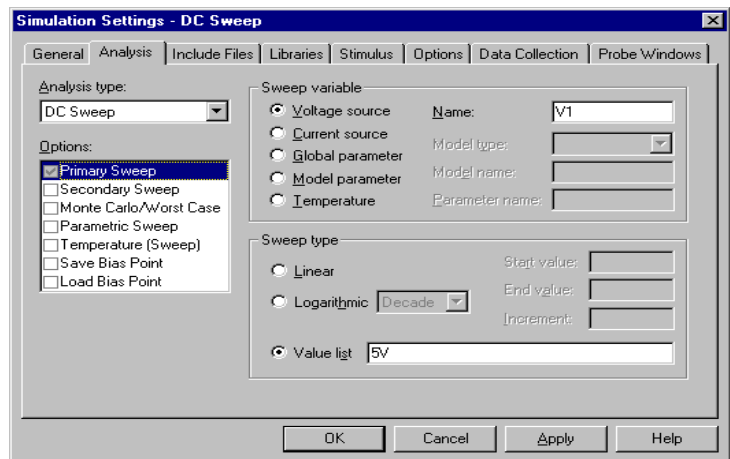 Simulation Settings - DC Sweep
General Analysis Include Files Libraries Stimulus Options Data Collection Probe Windows
Analysis type:
DC Sweep
Options:
Primary Sweep
Secondary Sweep
Monte Carlo/Worst Case
Parametric Sweep
Temperature (Sweep)
Save Bias Point
Load Bias Point
Sweep variable
Voltage source
Current source
Global parameter
Model parameter
Temperature
Name: V1
Model type:
Model name:
Parameter name:
Sweep type
Linear
Logarithmic Decade
Start value:
End value:
Increment:
Value list 5V
OK Cancel Apply Help